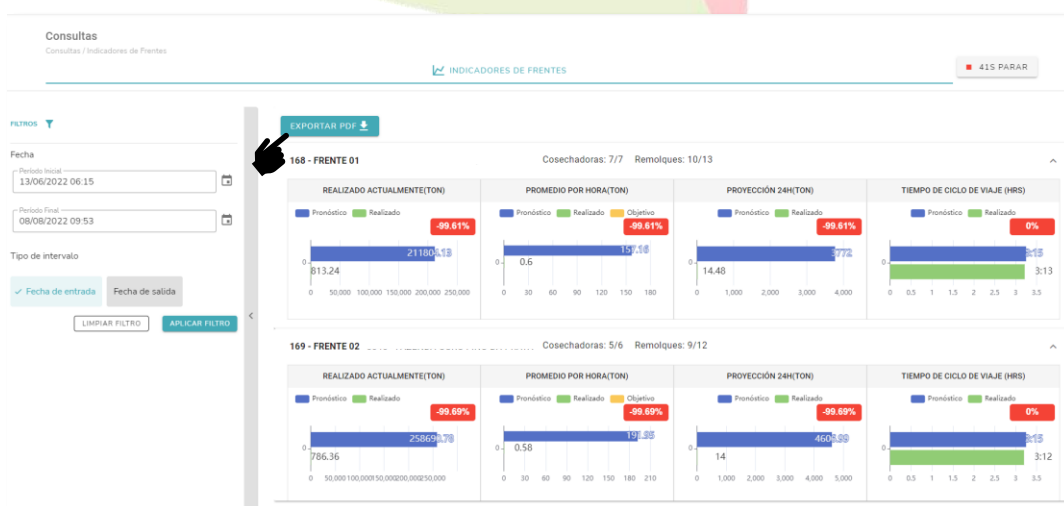 Consultas
Consultas / Indicadores de Frentes
INDICADORES DE FRENTES
41S PARAR
FILTROS
Fecha
Período Inicial
13/06/2022 06:15
Período Final
08/08/2022 09:53
Tipo de intervalo
Fecha de entrada Fecha de salida
LIMPIAR FILTRO APLICAR FILTRO
EXPORTAR PDF
168 - FRENTE 01 Cosechadoras: 7/7 Remolques: 10/13
REALIZADO ACTUALMENTE(TON) PROMEDIO POR HORA(TON) PROYECCIÓN 24H(TON) TIEMPO DE CICLO DE VIAJE (HRS)
Pronóstico Realizado Pronóstico Realizado Objetivo Pronóstico Realizado Pronóstico Realizado
-99.61% -99.61% -99.61% 0%
157.16 3772 3:15
0 813.24 0 0.6 0 14.48 0 3:13
0 50,000 100,000 150,000 200,000 250,000 0 30 60 90 120 150 180 0 1,000 2,000 3,000 4,000 0 0.5 1 1.5 2 2.5 3 3.5
169 - FRENTE 02 Cosechadoras: 5/6 Remolques: 9/12
REALIZADO ACTUALMENTE(TON) PROMEDIO POR HORA(TON) PROYECCIÓN 24H(TON) TIEMPO DE CICLO DE VIAJE (HRS)
Pronóstico Realizado Pronóstico Realizado Objetivo Pronóstico Realizado Pronóstico Realizado
-99.69% -99.69% -99.69% 0%
3:15
0 786.36 0 0.58 0 14 0 3:12
0 50,000 100,000 150,000 200,000 250,000 0 30 60 90 120 150 180 210 0 1,000 2,000 3,000 4,000 5,000 0 0.5 1 1.5 2 2.5 3 3.5